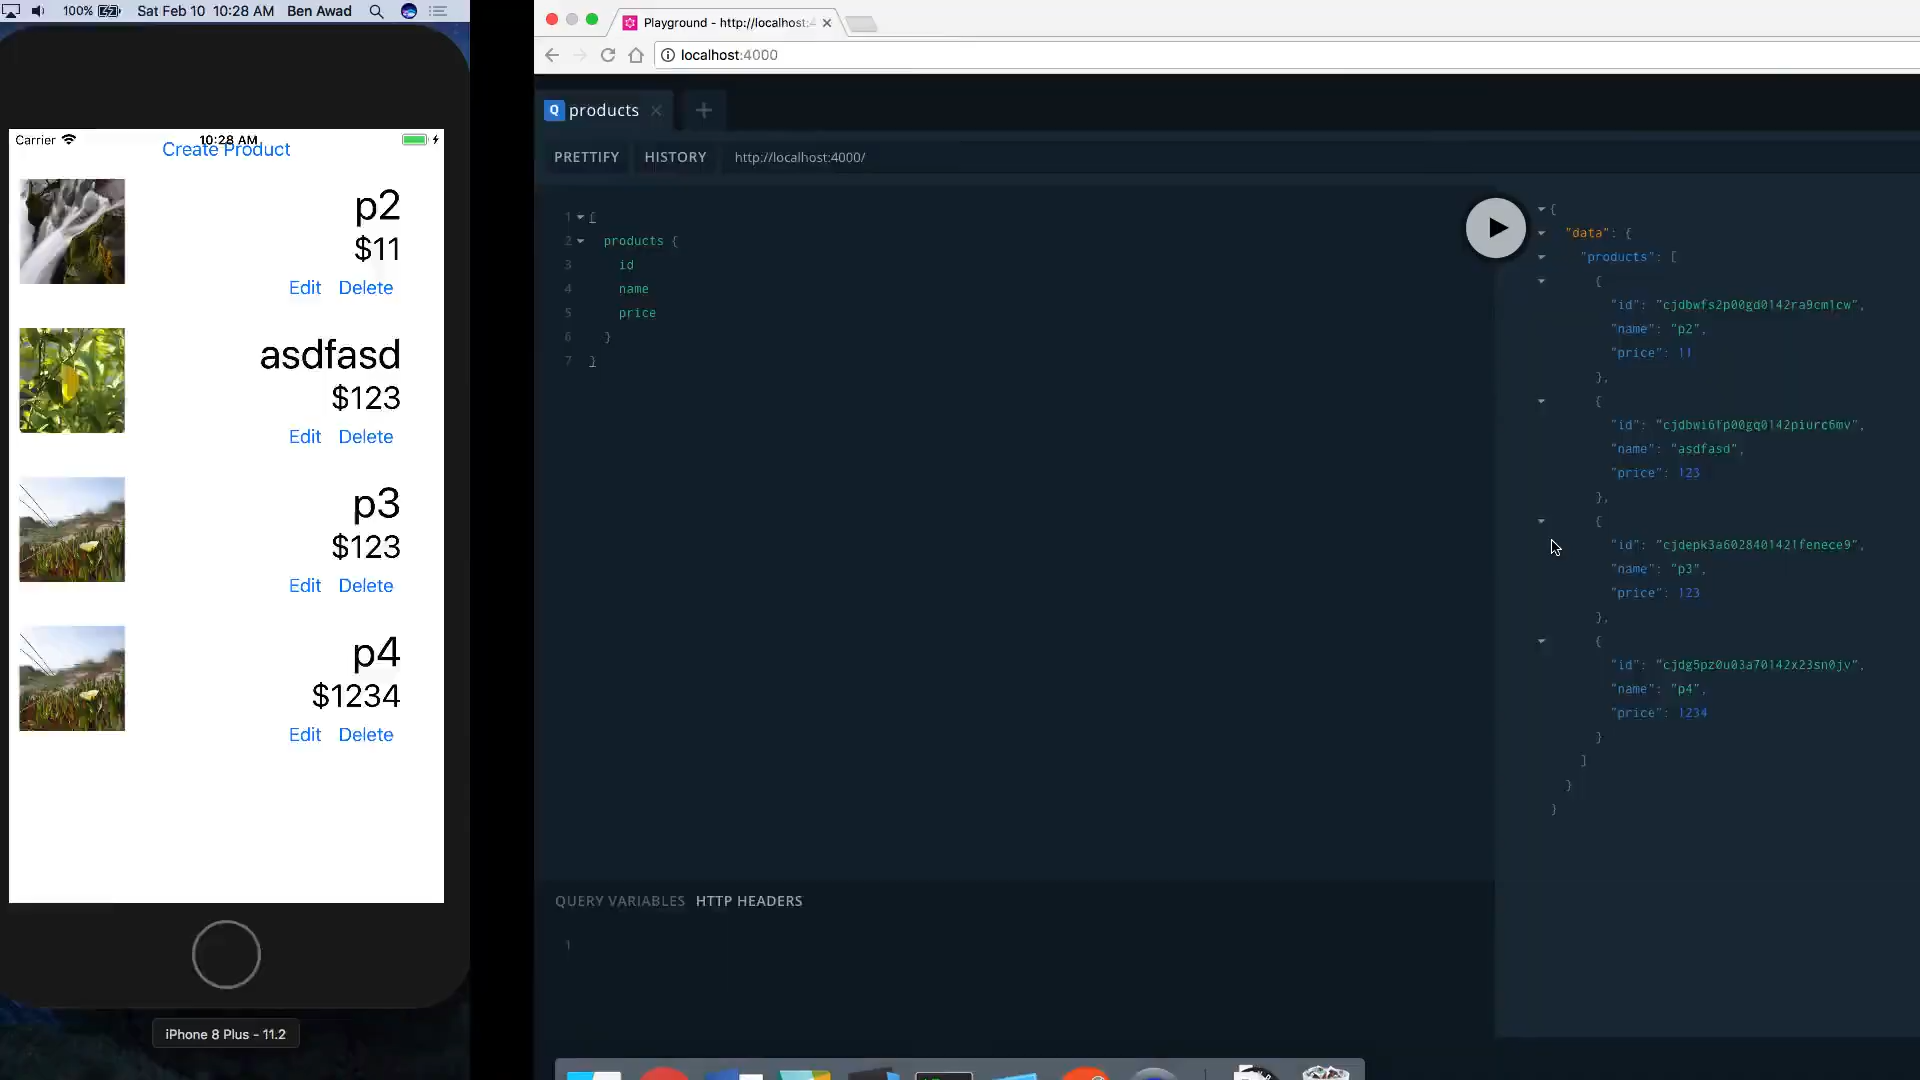 100% Sat Feb 10 10:28 AM Ben Awad
Carrier 10:28 AM
Create Product
p2
$11
Edit Delete
asdfasd
$123
Edit Delete
p3
$123
Edit Delete
p4
$1234
Edit Delete
iPhone 8 Plus - 11.2
Playground - http://localhost:4
localhost:4000
Q products
PRETTIFY HISTORY http://localhost:4000/
1 {
2 products {
3 id
4 name
5 price
6 }
7 }
QUERY VARIABLES HTTP HEADERS
1
{
"data": {
"products": [
{
"id": "cjdbwfs2p00gd0142ra9cm1cw",
"name": "p2",
"price": 11
},
{
"id": "cjdbwi6fp00gq0142piurc6mv",
"name": "asdfasd",
"price": 123
},
{
"id": "cjdepk3a6028401421fenece9",
"name": "p3",
"price": 123
},
{
"id": "cjdg5pz0u03a70142x23sn0jv",
"name": "p4",
"price": 1234
}
]
}
}